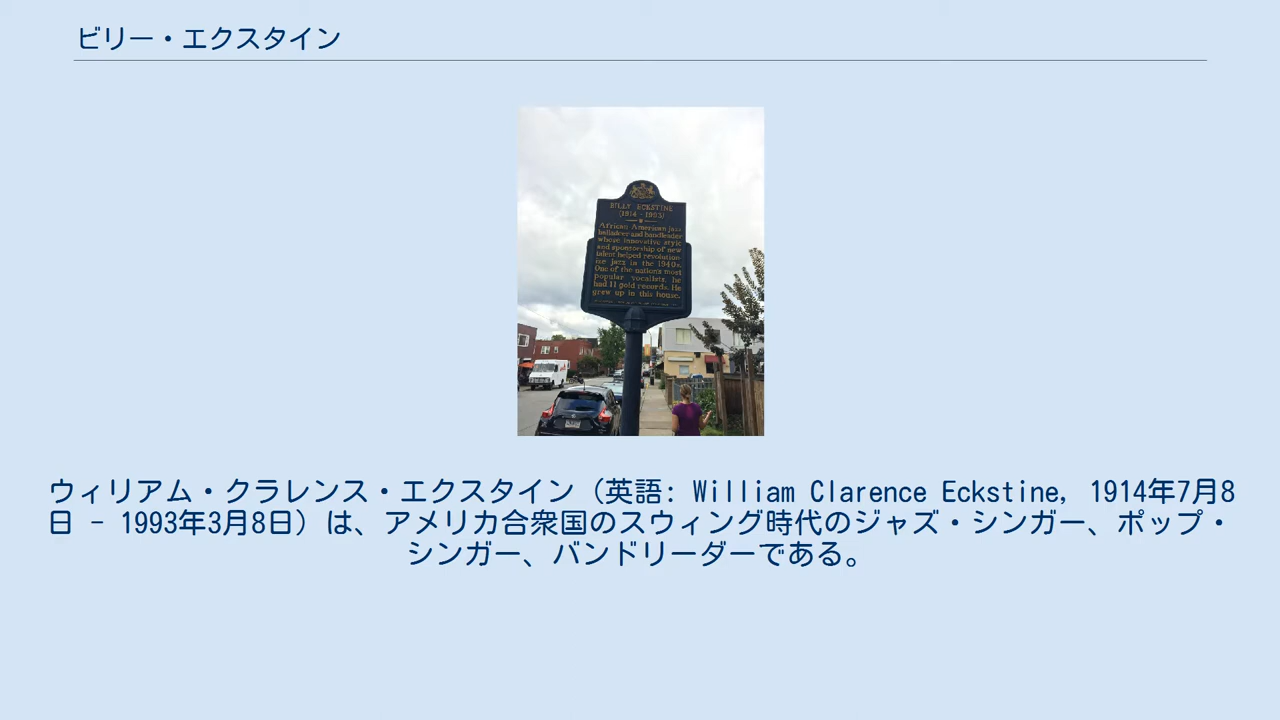 ビリー・エクスタイン
BILLY ECKSTINE
(1914 - 1993)
African American jazz
balladeer and bandleader
whose innovative style
and sponsorship of new
talent helped revolution-
ize jazz in the 1940s.
One of the nation's most
popular vocalists, he
had 11 gold records. He
grew up in this house.
ウィリアム・クラレンス・エクスタイン（英語: William Clarence Eckstine, 1914年7月8
日 - 1993年3月8日）は、アメリカ合衆国のスウィング時代のジャズ・シンガー、ポップ・
シンガー、バンドリーダーである。